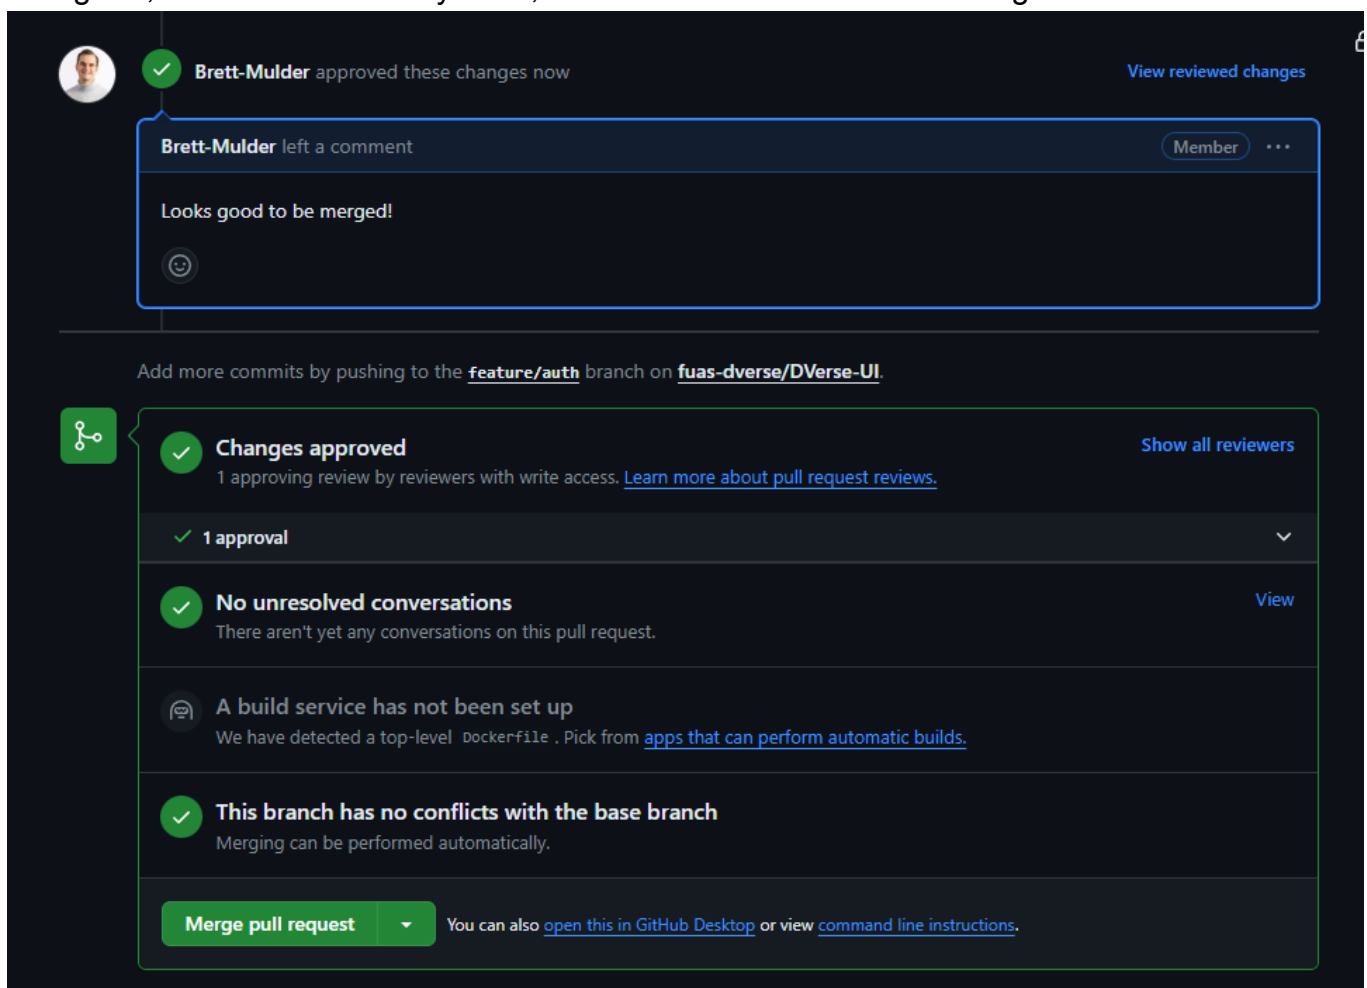 Brett-Mulder approved these changes now
View reviewed changes
Brett-Mulder left a comment
Member
Looks good to be merged!
Add more commits by pushing to the feature/auth branch on fuas-dverse/DVerse-UI.
Changes approved
Show all reviewers
1 approving review by reviewers with write access. Learn more about pull request reviews.
1 approval
No unresolved conversations
View
There aren't yet any conversations on this pull request.
A build service has not been set up
We have detected a top-level Dockerfile. Pick from apps that can perform automatic builds.
This branch has no conflicts with the base branch
Merging can be performed automatically.
Merge pull request
You can also open this in GitHub Desktop or view command line instructions.